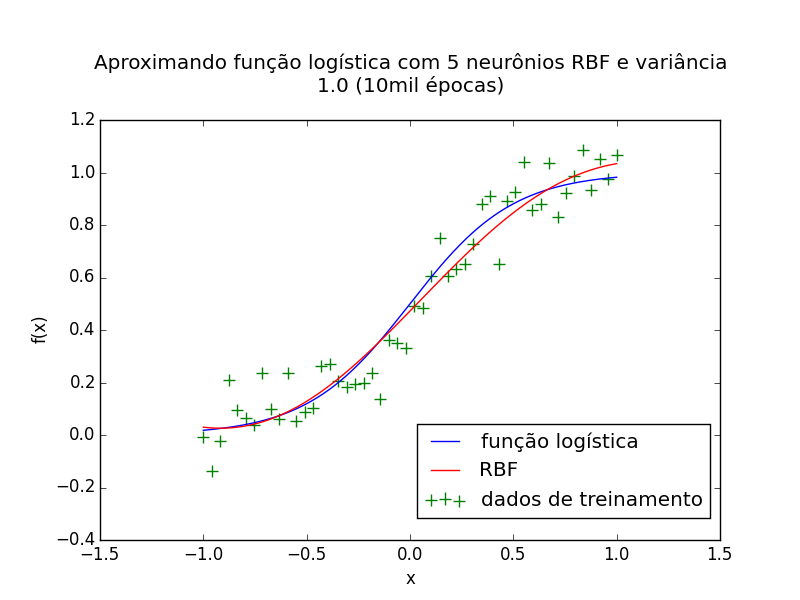 Aproximando função logística com 5 neurônios RBF e variância
1.0 (10mil épocas)
1.2
1.0
0.8
0.6
0.4
0.2
0.0
−0.2
−0.4
f(x)
−1.5
−1.0
−0.5
0.0
0.5
1.0
1.5
x
função logística
RBF
dados de treinamento